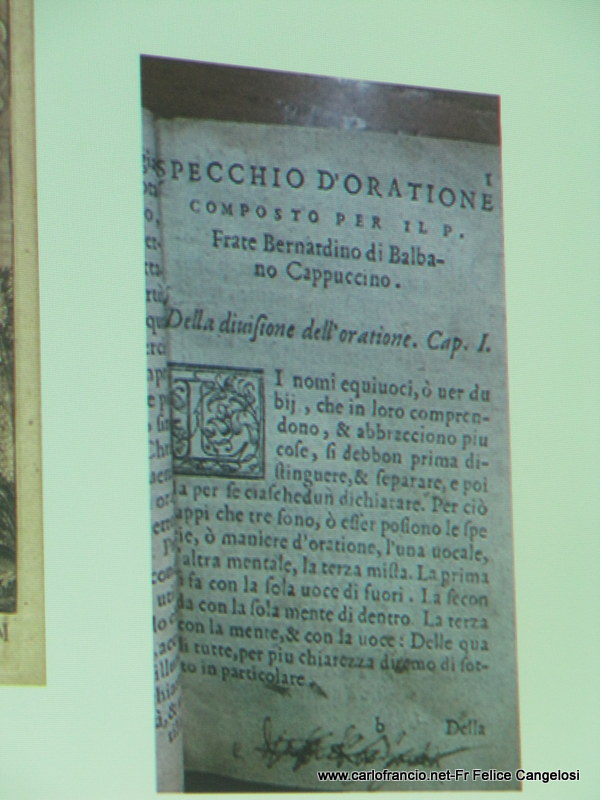 1
SPECCHIO D'ORATIONE
COMPOSTO PER IL P.
Frate Bernardino di Balba-
no Cappuccino.
Della diuisione dell'oratione. Cap. I.
I nomi equiuoci, ò uer du
bij, che in loro compren-
dono, & abbracciono piu
cose, si debbon prima di-
stinguere, & separare, e poi
a per se ciaschedun dichiarare. Per ciò
appi che tre sono, ò esser possono le spe
ie, ò maniere d'oratione, l'una uocale,
altra mentale, la terza mista. La prima
si fa con la sola uoce di fuori. La secon
da con la sola mente di dentro. La terza
con la mente, & con la uoce: Delle qua
li tutte, per piu chiarezza diremo di sot-
to in particolare.
b Della
www.carlofrancio.net-Fr Felice Cangelosi